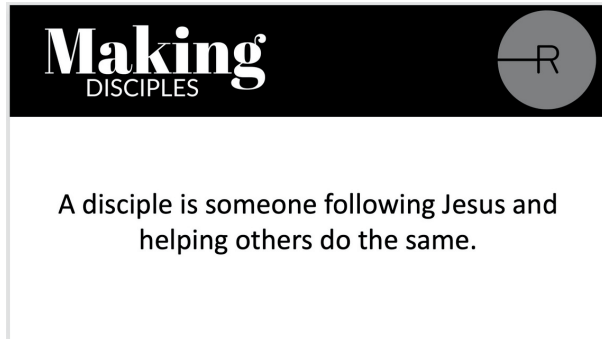 Making
DISCIPLES
R
A disciple is someone following Jesus and
helping others do the same.